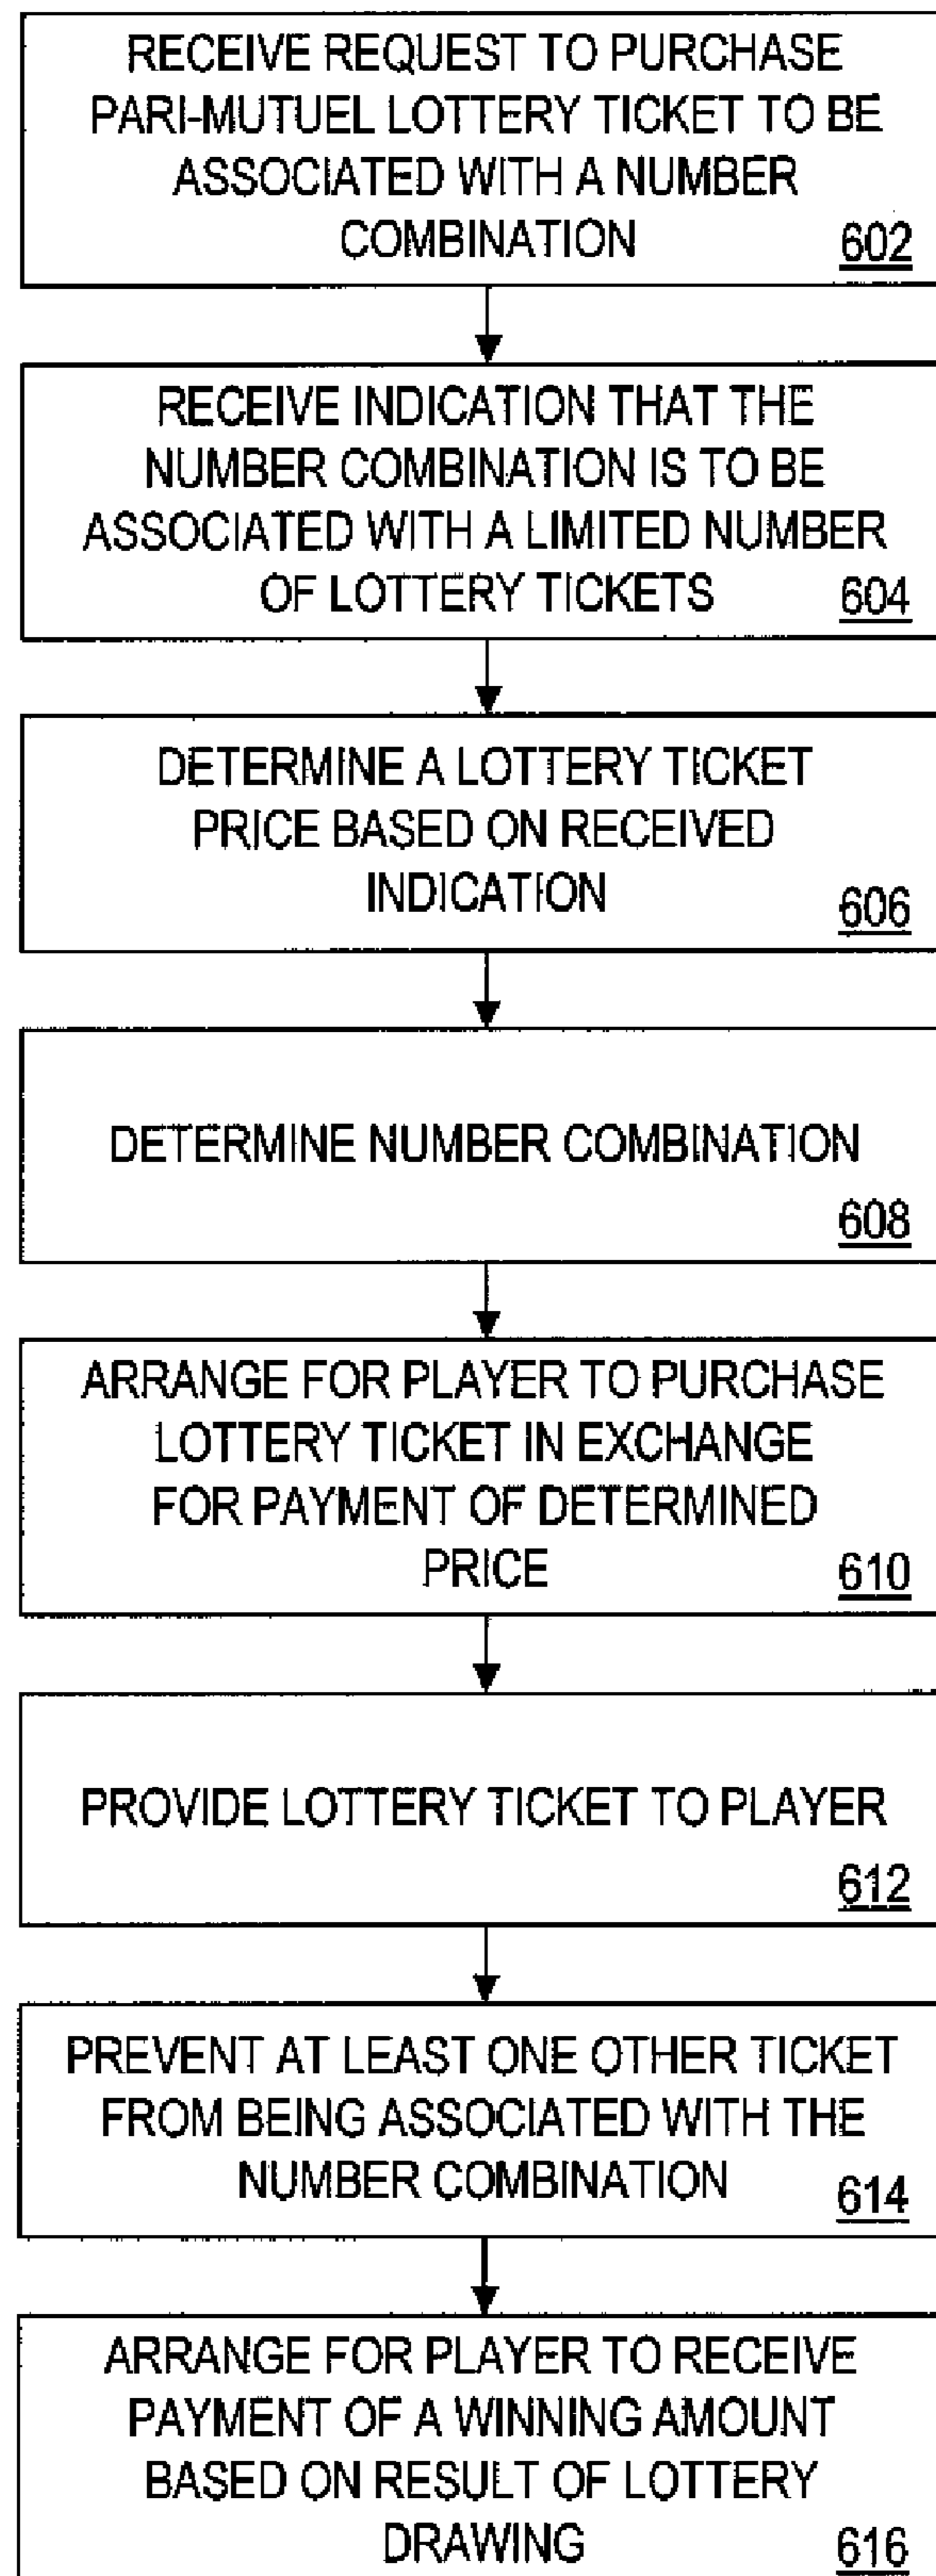 RECEIVE REQUEST TO PURCHASE
PARI-MUTUEL LOTTERY TICKET TO BE
ASSOCIATED WITH A NUMBER
COMBINATION 602
RECEIVE INDICATION THAT THE
NUMBER COMBINATION IS TO BE
ASSOCIATED WITH A LIMITED NUMBER
OF LOTTERY TICKETS 604
DETERMINE A LOTTERY TICKET
PRICE BASED ON RECEIVED
INDICATION 606
DETERMINE NUMBER COMBINATION
608
ARRANGE FOR PLAYER TO PURCHASE
LOTTERY TICKET IN EXCHANGE
FOR PAYMENT OF DETERMINED
PRICE 610
PROVIDE LOTTERY TICKET TO PLAYER
612
PREVENT AT LEAST ONE OTHER TICKET
FROM BEING ASSOCIATED WITH THE
NUMBER COMBINATION 614
ARRANGE FOR PLAYER TO RECEIVE
PAYMENT OF A WINNING AMOUNT
BASED ON RESULT OF LOTTERY
DRAWING 616